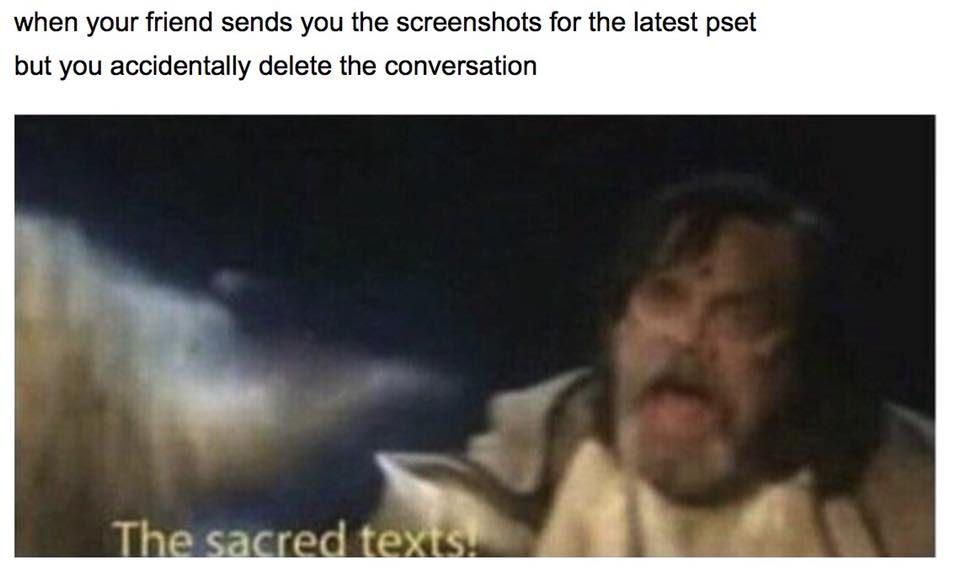 when your friend sends you the screenshots for the latest pset
but you accidentally delete the conversation
The sacred texts!